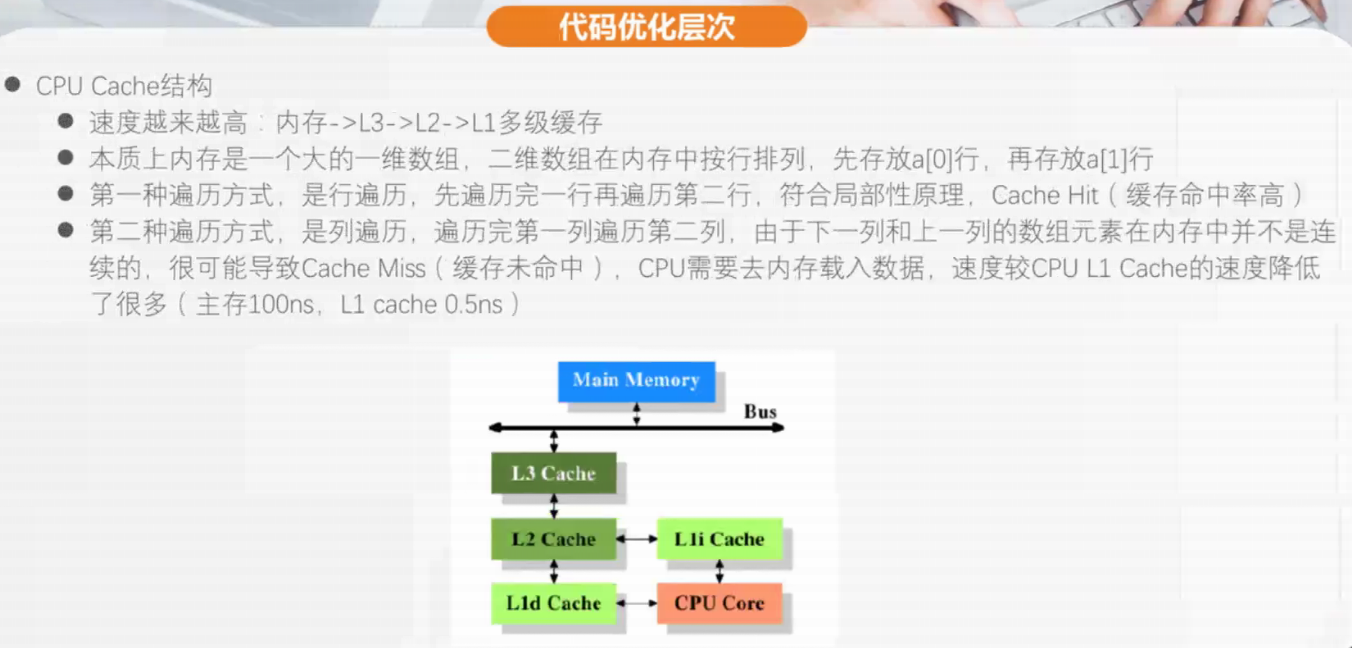 代码优化层次
CPU Cache结构
速度越来越高：内存->L3->L2->L1多级缓存
本质上内存是一个大的一维数组，二维数组在内存中按行排列，先存放a[0]行，再存放a[1]行
第一种遍历方式，是行遍历，先遍历完一行再遍历第二行，符合局部性原理，Cache Hit（缓存命中率高）
第二种遍历方式，是列遍历，遍历完第一列遍历第二列，由于下一列和上一列的数组元素在内存中并不是连
续的，很可能导致Cache Miss（缓存未命中），CPU需要去内存载入数据，速度较CPU L1 Cache的速度降低
了很多（主存100ns，L1 cache 0.5ns）
Main Memory
Bus
L3 Cache
L2 Cache
L1i Cache
L1d Cache
CPU Core